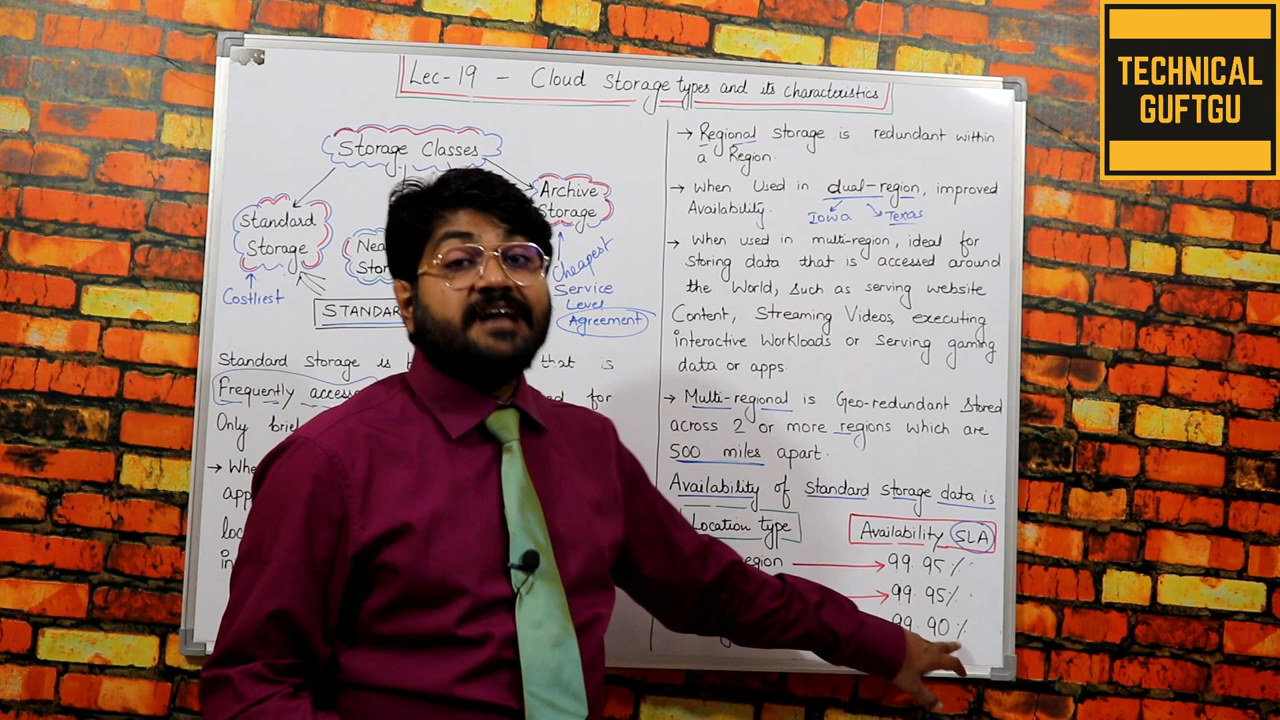 TECHNICAL
GUFTGU
Lec-19 - Cloud Storage types and its characteristics
Storage Classes
Standard
Storage
Costliest
Archive
Storage
Cheapest
Service
Level
Agreement
Standard Storage is
that is
Frequently
for
Only
→
→ Regional Storage is redundant within
a Region.
→ When Used in dual-region, improved
Availability.
Iowa
Texas
→ When used in multi-region, ideal for
Storing data that is accessed around
the World, Such as serving website
Content, Streaming Videos, executing
interactive Workloads or Serving gaming
data or apps.
→ Multi-regional is Geo-redundant Stored
across 2 or more regions which are
500 miles apart.
Availability of Standard Storage data is
Location type
Availability SLA
99.95%
99.95%
99.90%